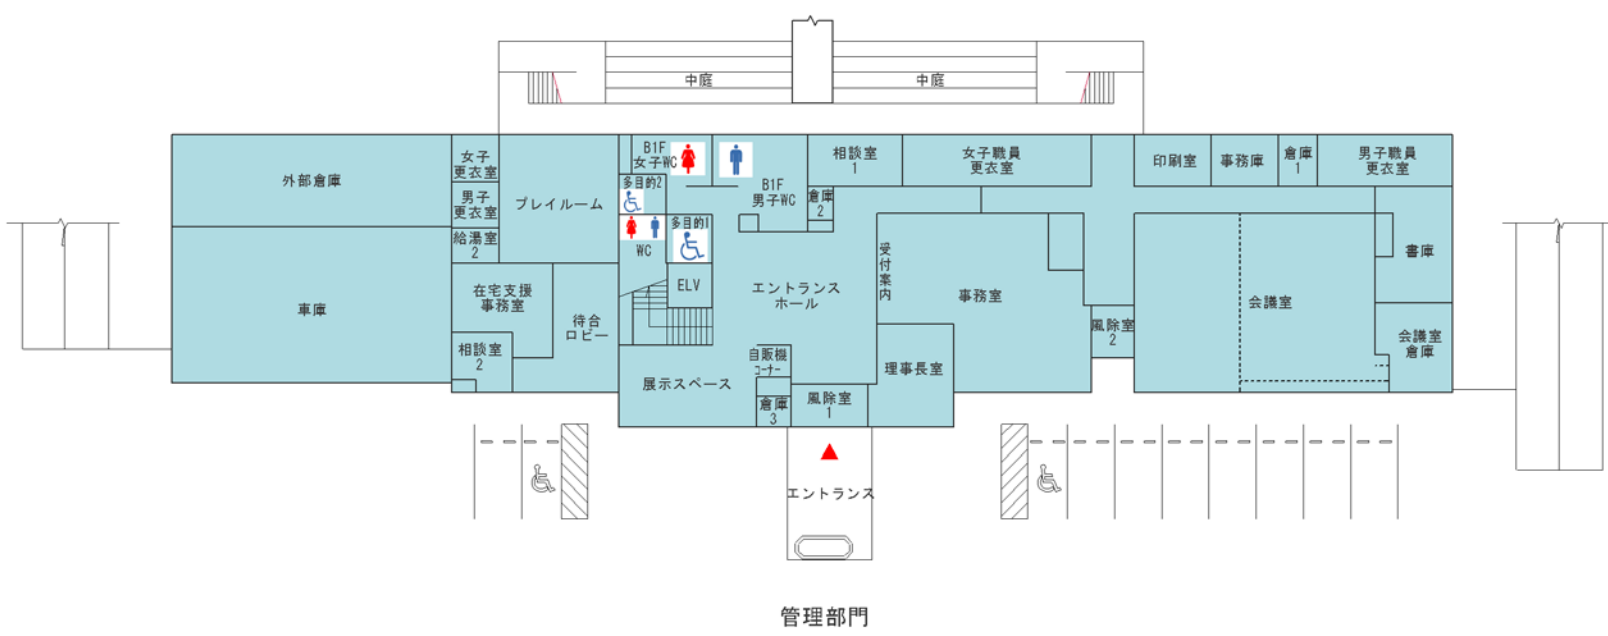 中庭
中庭
外部倉庫
女子
更衣室
男子
更衣室
給湯室
2
プレイルーム
B1F
女子WC
多目的2
多目的1
WC
ELV
B1F
男子WC
相談室
1
倉庫
2
女子職員
更衣室
印刷室
事務庫
倉庫
1
男子職員
更衣室
車庫
在宅支援
事務室
相談室
2
待合
ロビー
エントランス
ホール
受付案内
事務室
風除室
2
会議室
書庫
会議室
倉庫
展示スペース
自販機
コーナー
倉庫
3
風除室
1
理事長室
エントランス
管理部門